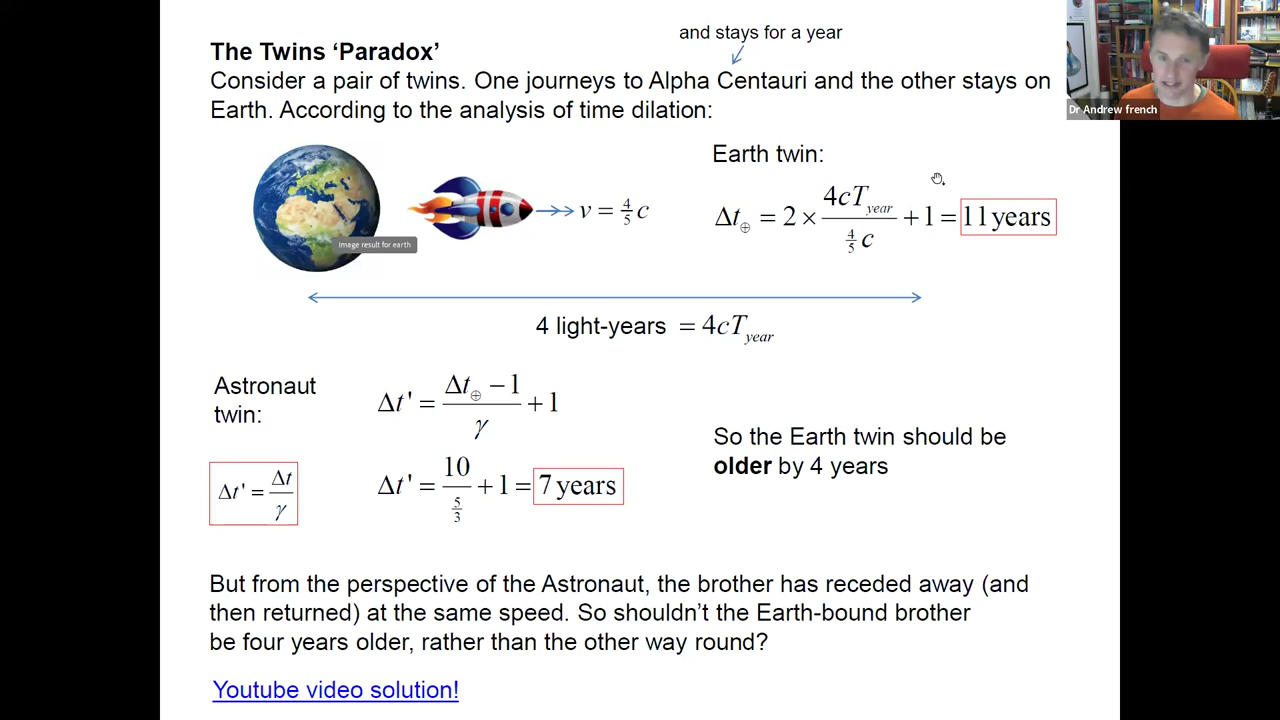 and stays for a year
The Twins ‘Paradox’
Consider a pair of twins. One journeys to Alpha Centauri and the other stays on
Earth. According to the analysis of time dilation:
Dr Andrew french
Earth twin:
v = 4/5 c
Δt⊕ = 2 × 4cT_year / (4/5 c) + 1 = 11 years
Image result for earth
4 light-years = 4cT_year
Astronaut
twin:
Δt' = (Δt⊕ − 1) / γ + 1
Δt' = Δt / γ
Δt' = 10 / (5/3) + 1 = 7 years
So the Earth twin should be
older by 4 years
But from the perspective of the Astronaut, the brother has receded away (and
then returned) at the same speed. So shouldn’t the Earth-bound brother
be four years older, rather than the other way round?
Youtube video solution!